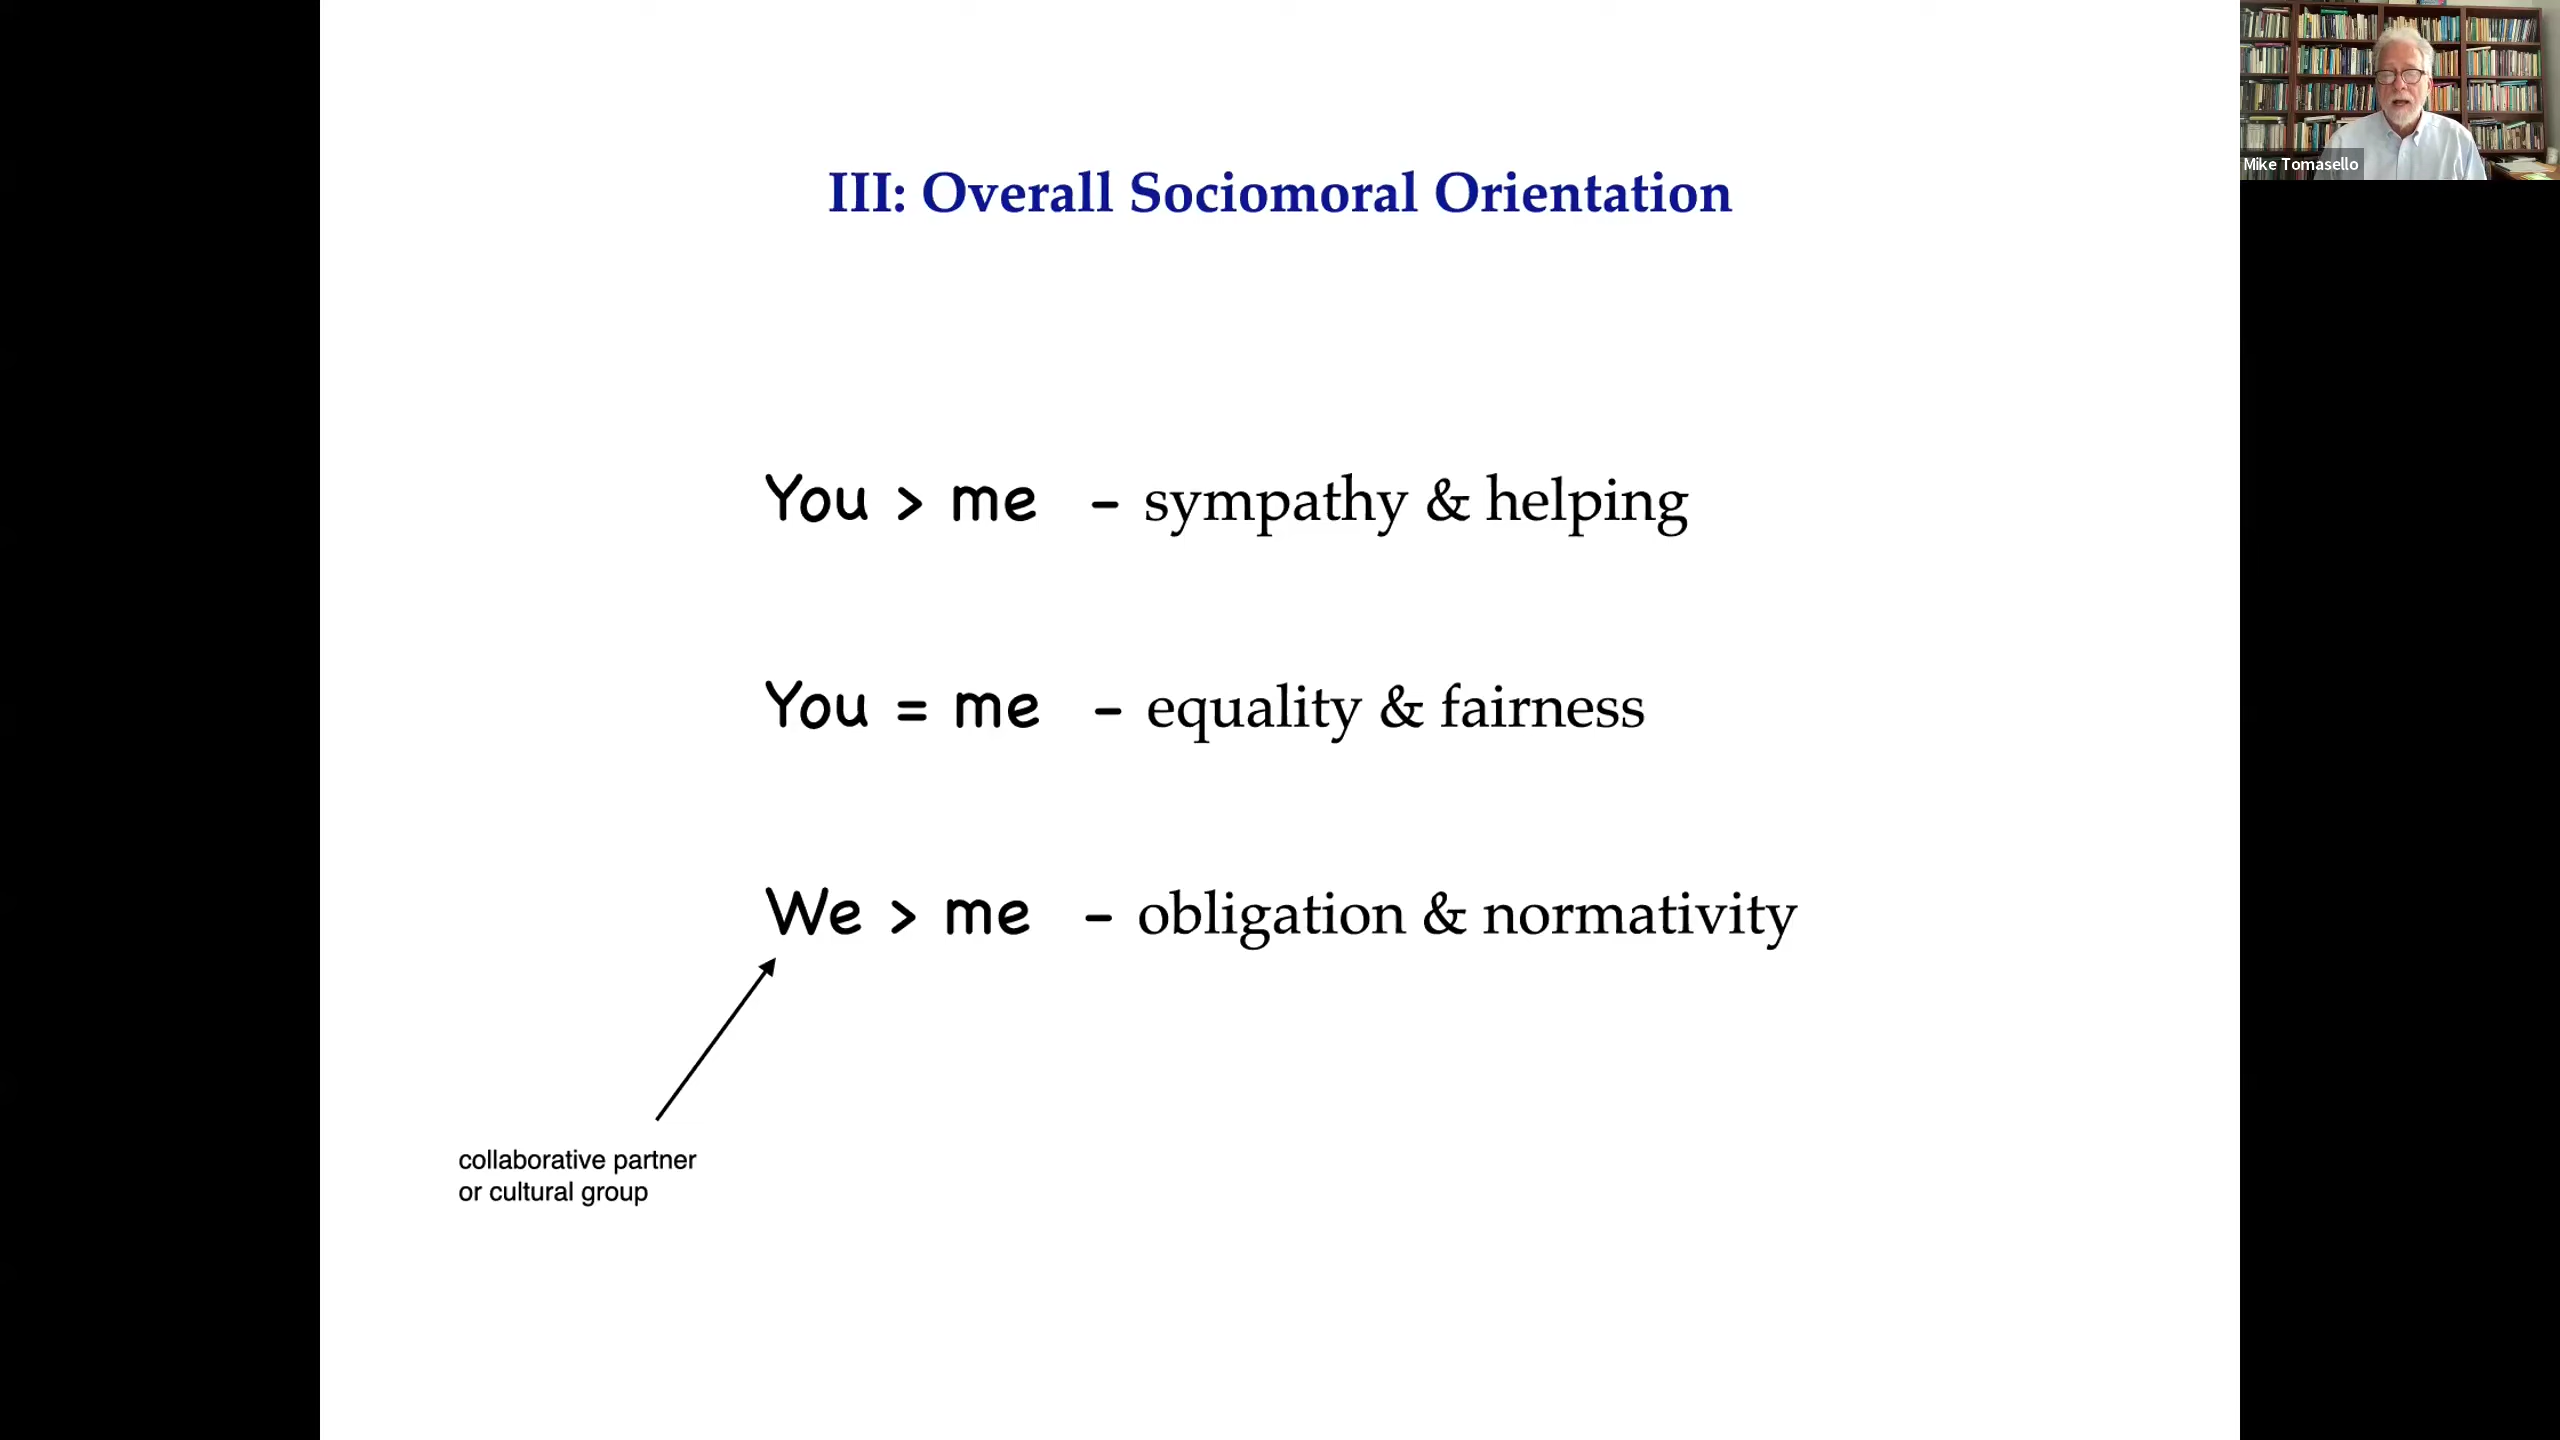 Mike Tomasello
III: Overall Sociomoral Orientation
You > me - sympathy & helping
You = me - equality & fairness
We > me - obligation & normativity
collaborative partner
or cultural group